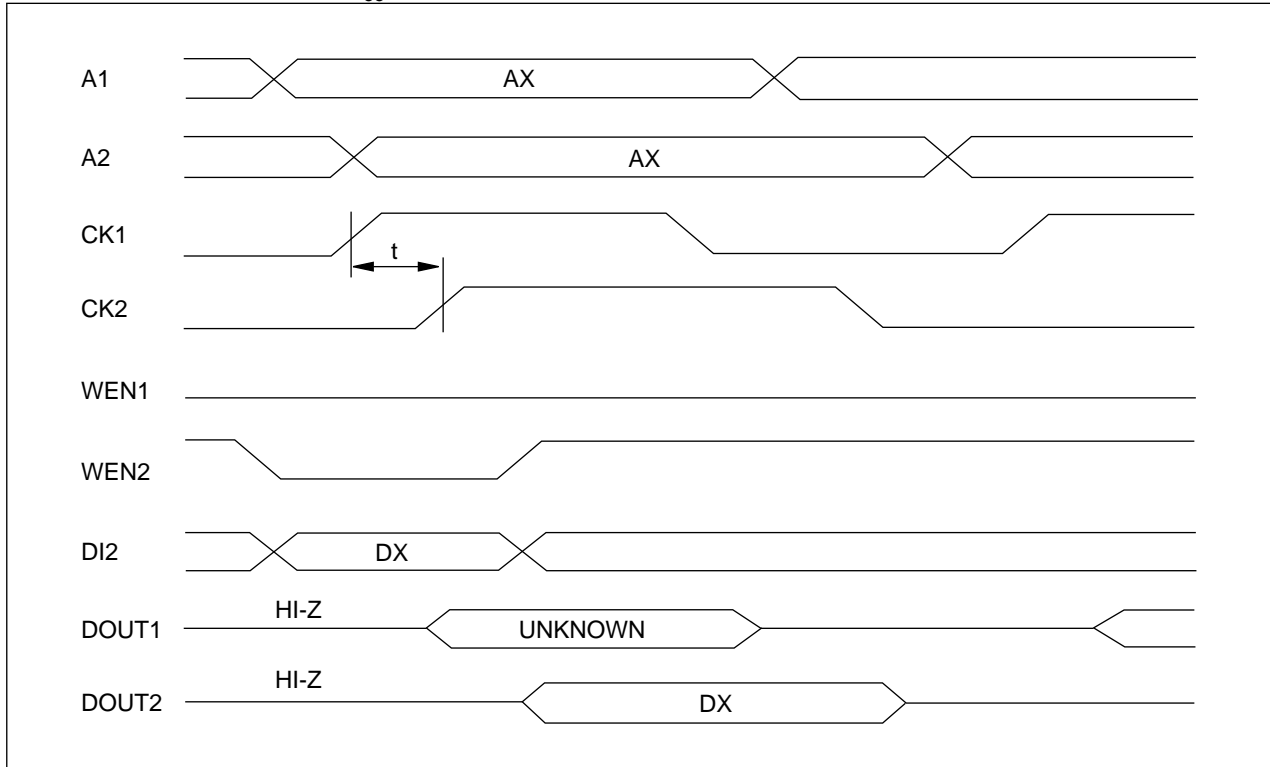 A1
AX
A2
AX
CK1
t
CK2
WEN1
WEN2
DI2
DX
HI-Z
DOUT1
UNKNOWN
HI-Z
DOUT2
DX